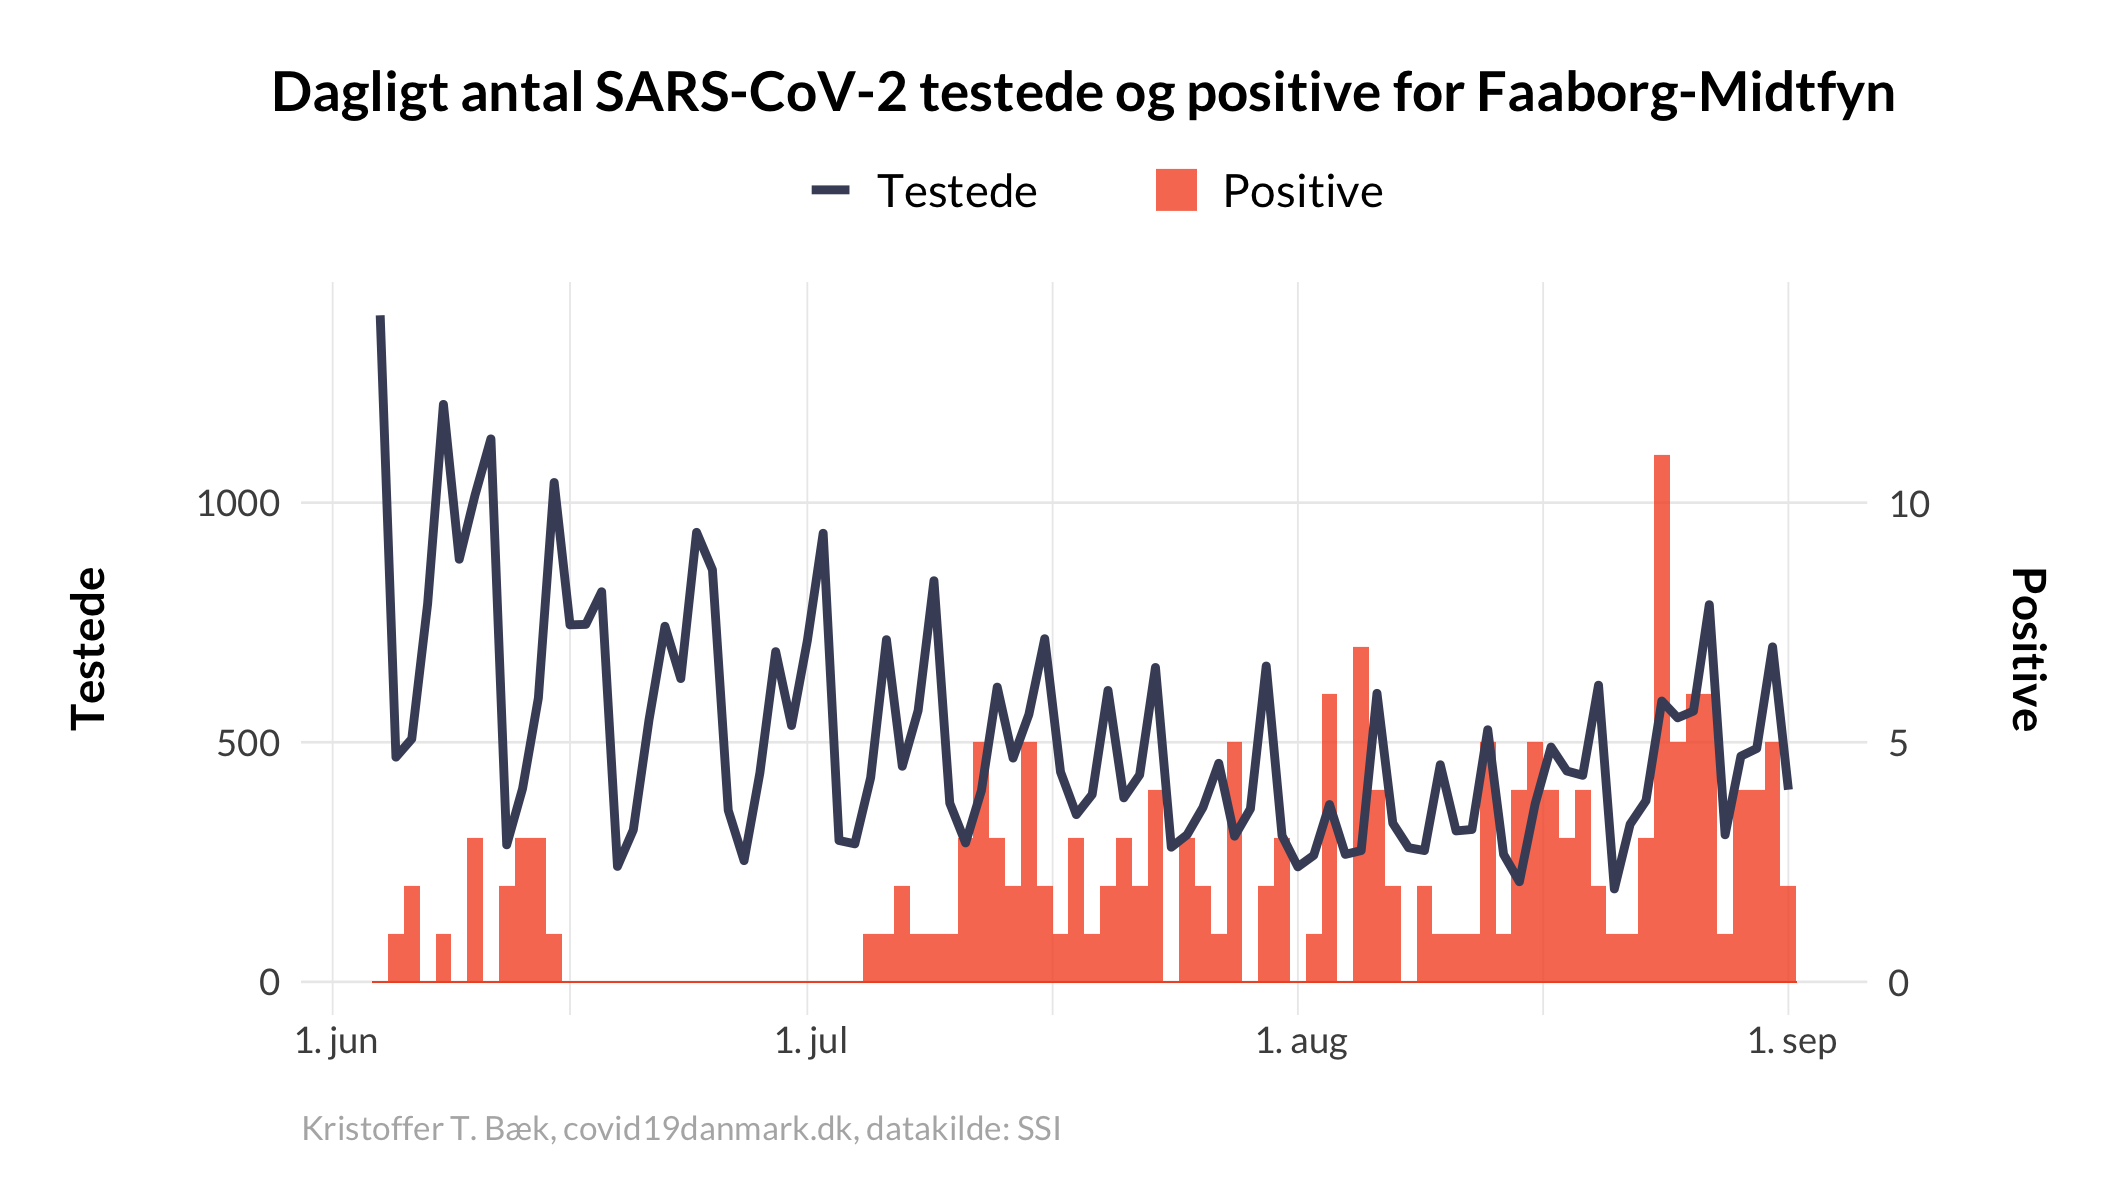 Dagligt antal SARS-CoV-2 testede og positive for Faaborg-Midtfyn
Testede
Positive
1000
500
0
Testede
10
5
0
Positive
1. jun
1. jul
1. aug
1. sep
Kristoffer T. Bæk, covid19danmark.dk, datakilde: SSI